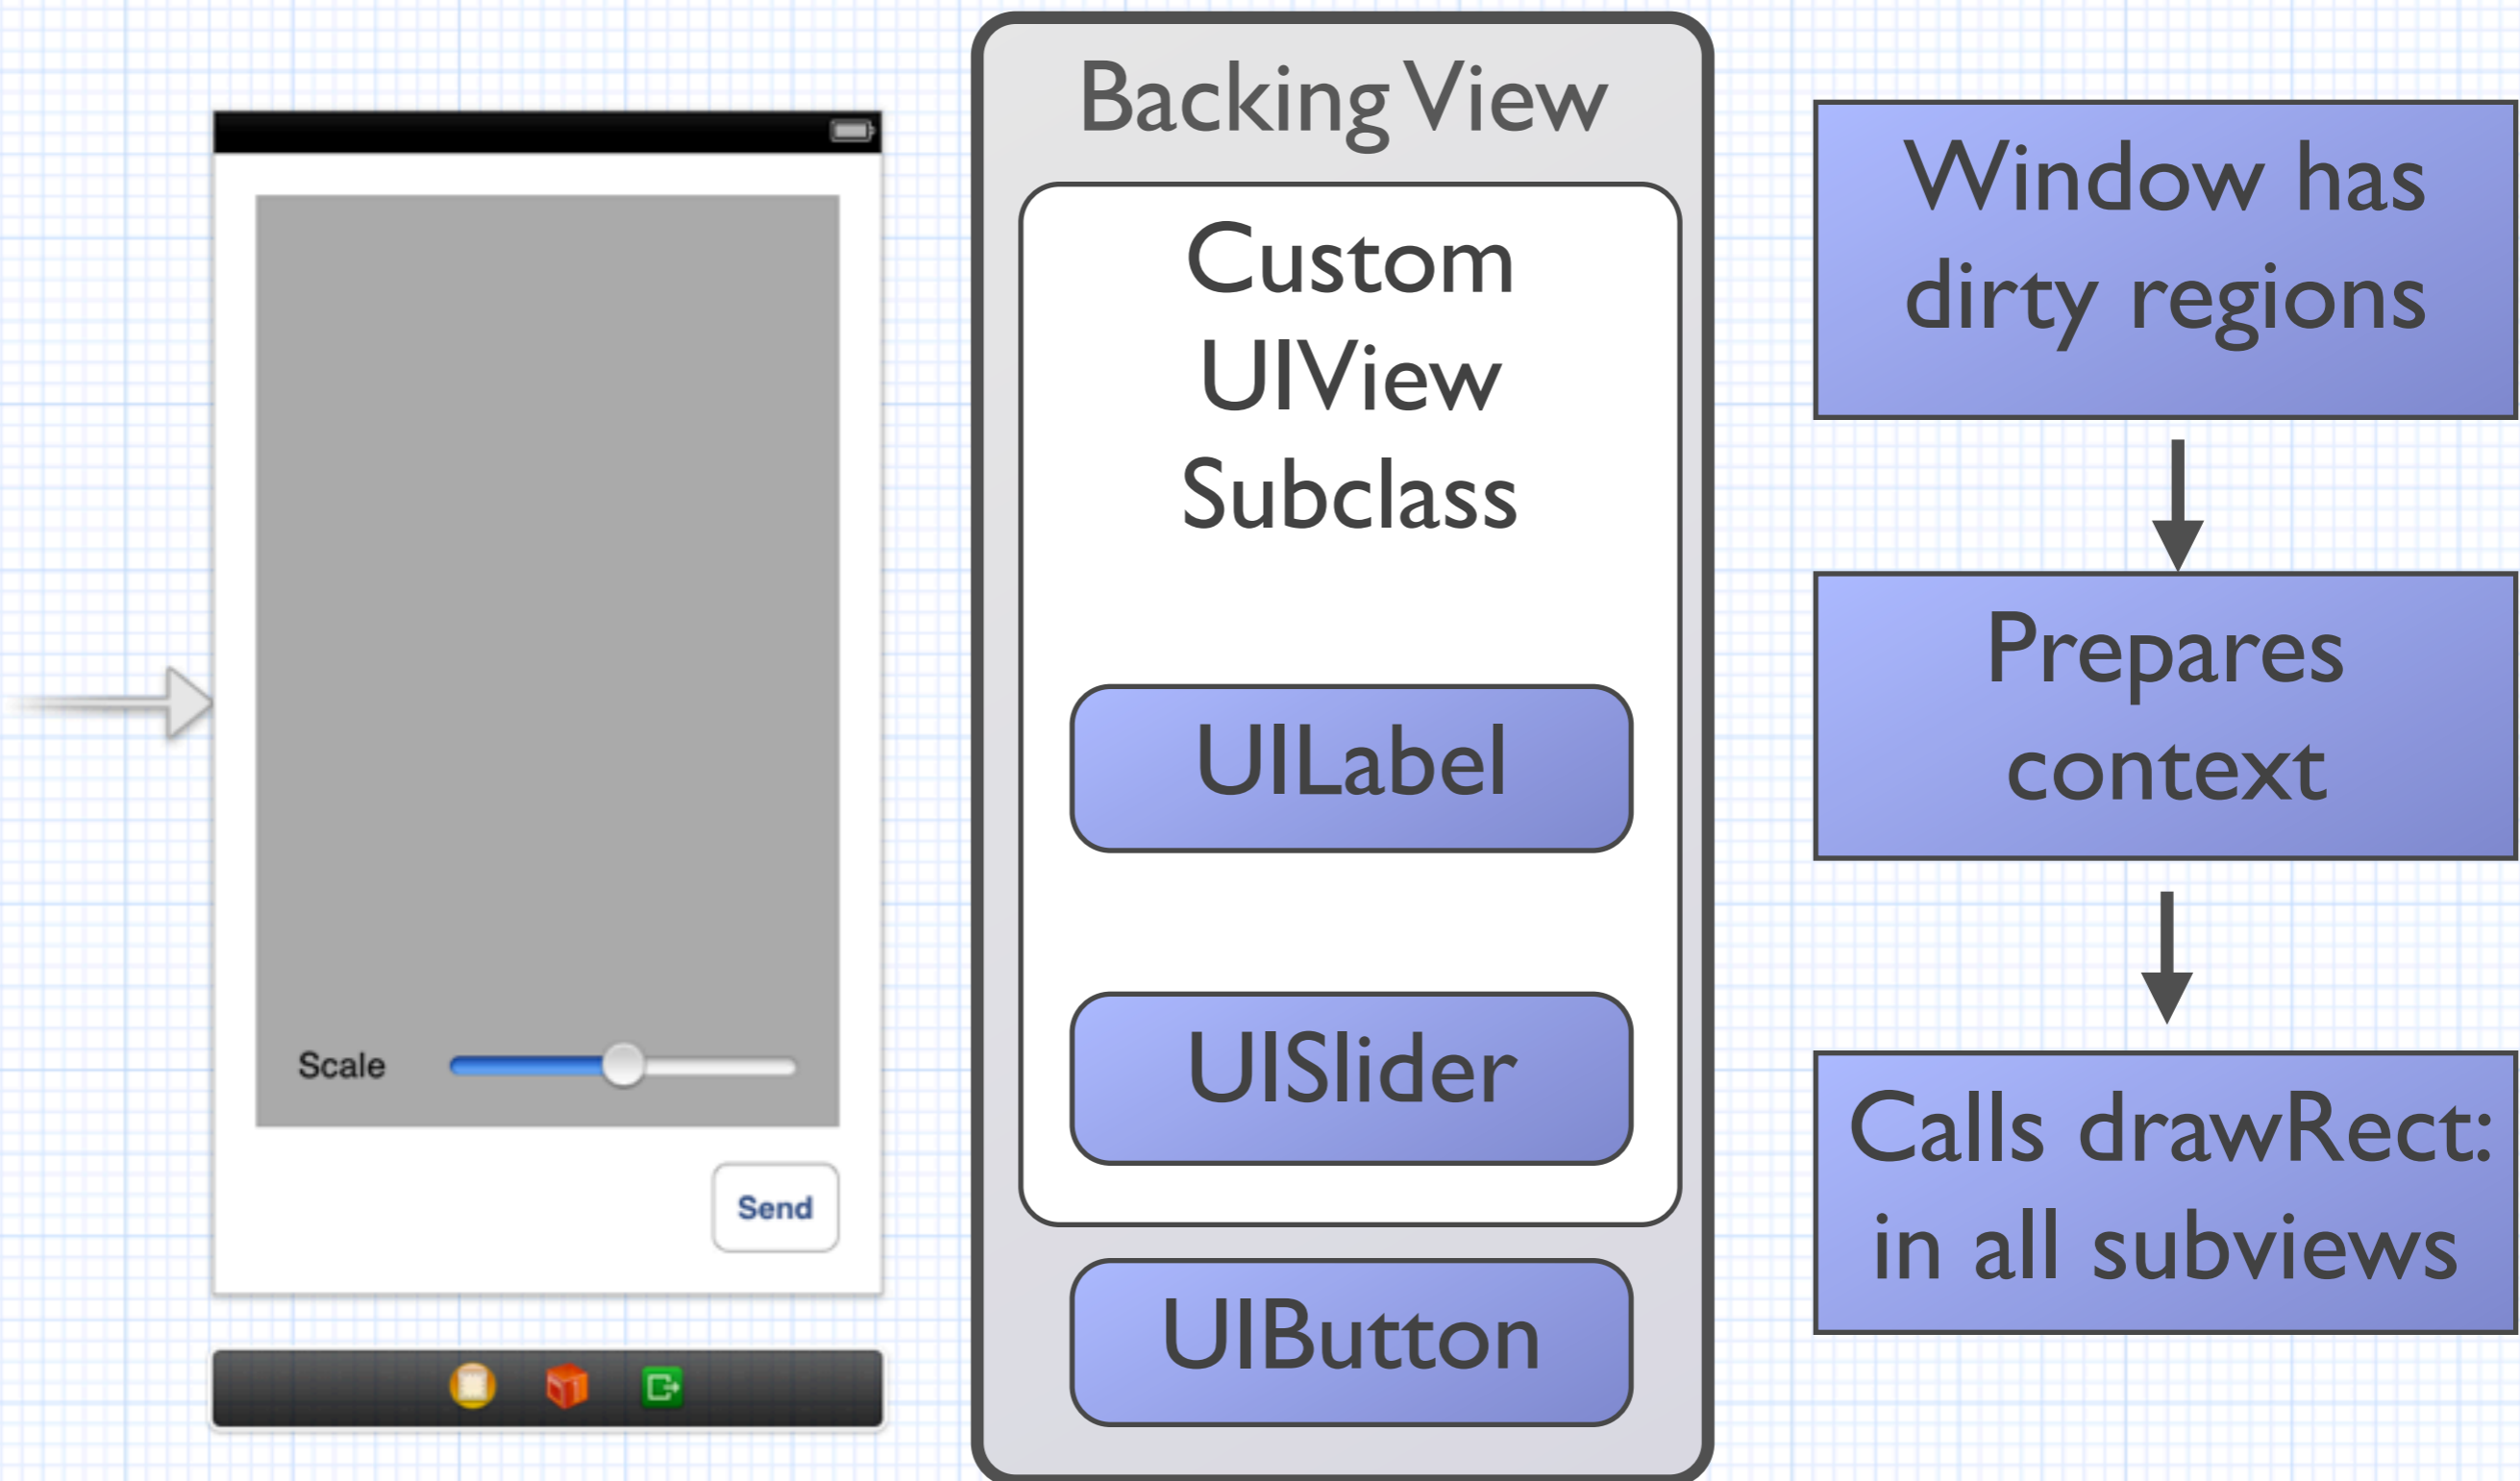 Scale
Send
Backing View
Custom
UIView
Subclass
UILabel
UISlider
UIButton
Window has
dirty regions
Prepares
context
Calls drawRect:
in all subviews